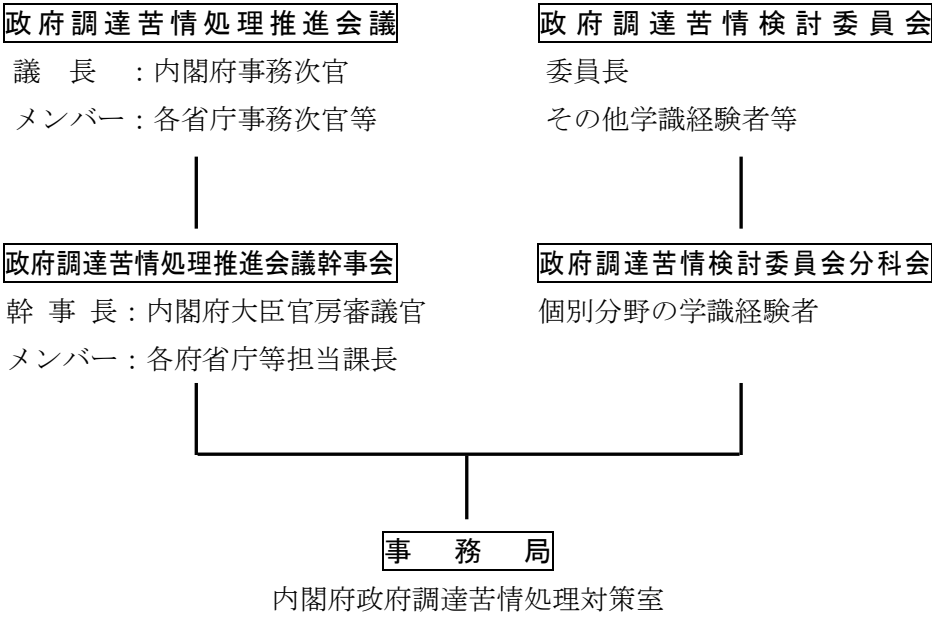 政府調達苦情処理推進会議
議　長　：内閣府事務次官
メンバー：各省庁事務次官等
政府調達苦情検討委員会
委員長
その他学識経験者等
政府調達苦情処理推進会議幹事会
幹 事 長：内閣府大臣官房審議官
メンバー：各府省庁等担当課長
政府調達苦情検討委員会分科会
個別分野の学識経験者
事　務　局
内閣府政府調達苦情処理対策室